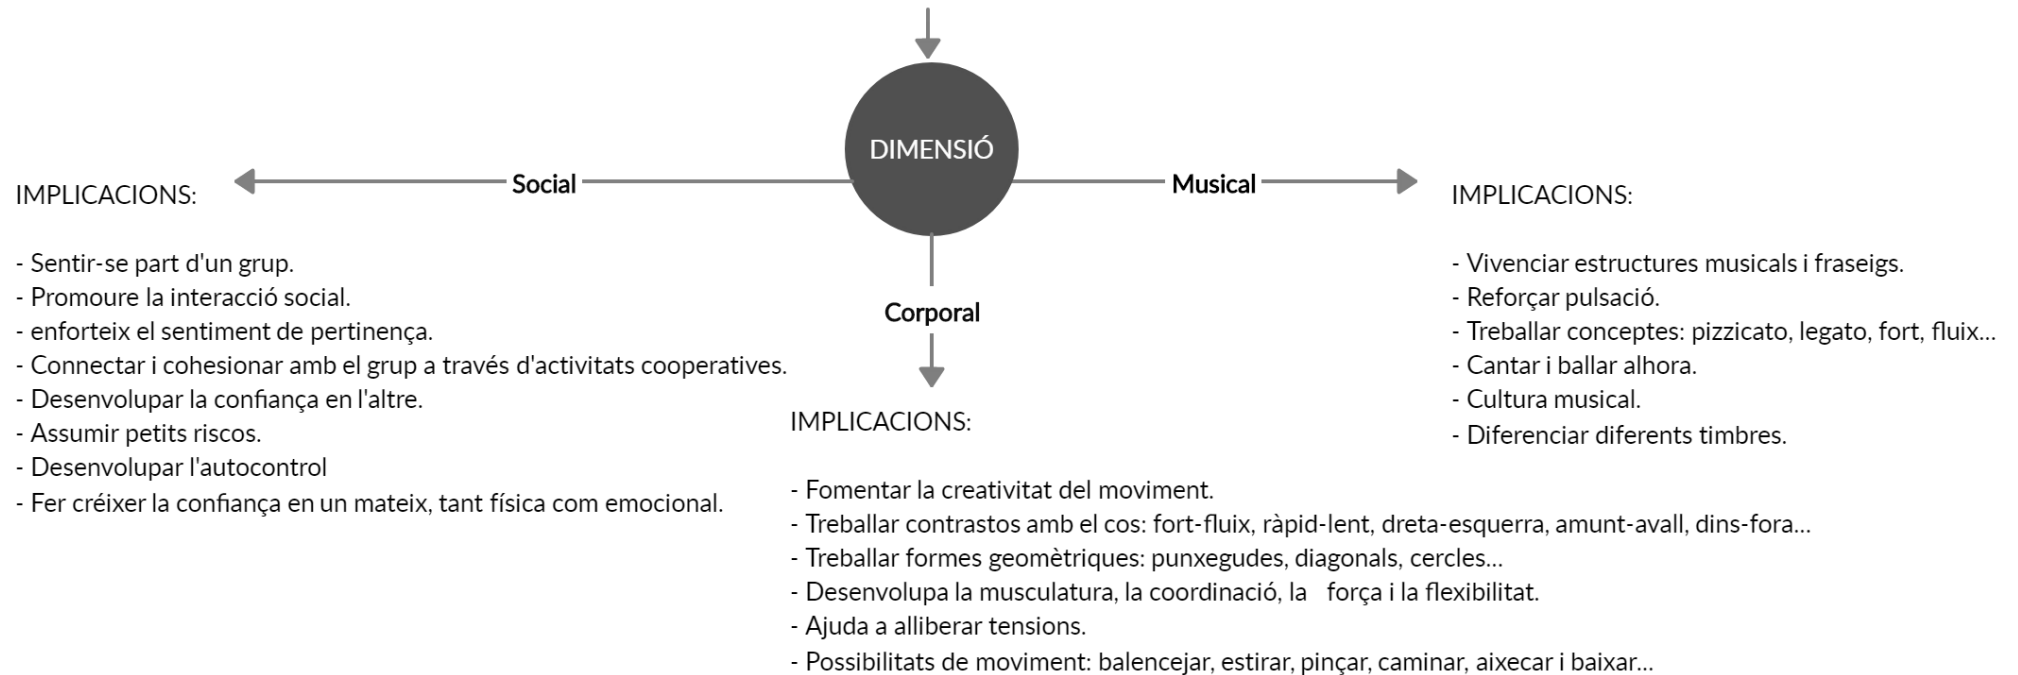 DIMENSIÓ
Social
Musical
Corporal
IMPLICACIONS:
- Sentir-se part d'un grup.
- Promoure la interacció social.
- enforteix el sentiment de pertinença.
- Connectar i cohesionar amb el grup a través d'activitats cooperatives.
- Desenvolupar la confiança en l'altre.
- Assumir petits riscos.
- Desenvolupar l'autocontrol
- Fer créixer la confiança en un mateix, tant física com emocional.
IMPLICACIONS:
- Fomentar la creativitat del moviment.
- Treballar contrastos amb el cos: fort-fluix, ràpid-lent, dreta-esquerra, amunt-avall, dins-fora...
- Treballar formes geomètriques: punxegudes, diagonals, cercles...
- Desenvolupa la musculatura, la coordinació, la   força i la flexibilitat.
- Ajuda a alliberar tensions.
- Possibilitats de moviment: balencejar, estirar, pinçar, caminar, aixecar i baixar...
IMPLICACIONS:
- Vivenciar estructures musicals i fraseigs.
- Reforçar pulsació.
- Treballar conceptes: pizzicato, legato, fort, fluix...
- Cantar i ballar alhora.
- Cultura musical.
- Diferenciar diferents timbres.